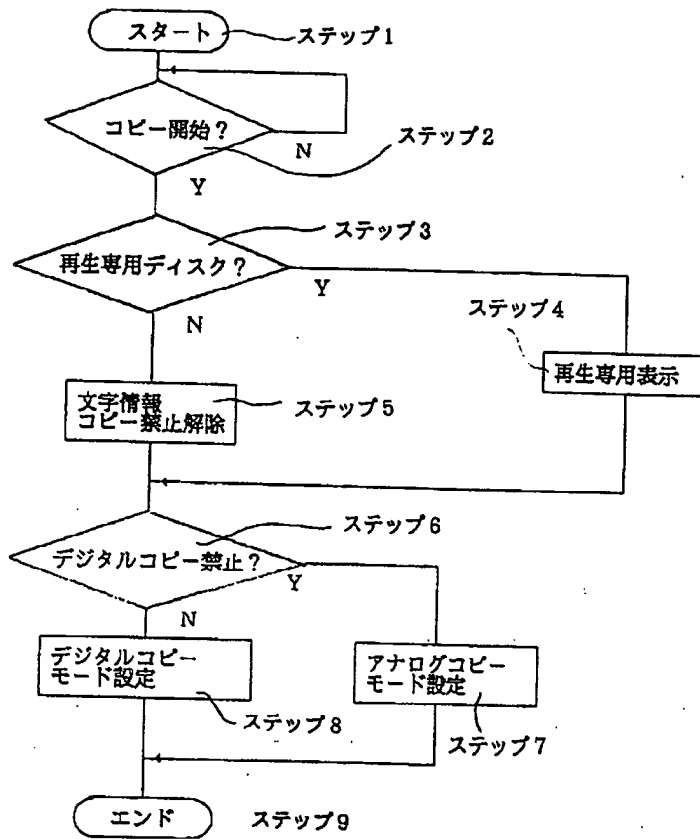 スタート
ステップ1
コピー開始?
ステップ2
N
Y
ステップ3
再生専用ディスク?
Y
N
ステップ4
再生専用表示
文字情報
コピー禁止解除
ステップ5
ステップ6
デジタルコピー禁止?
Y
N
デジタルコピー
モード設定
アナログコピー
モード設定
ステップ8
ステップ7
エンド
ステップ9